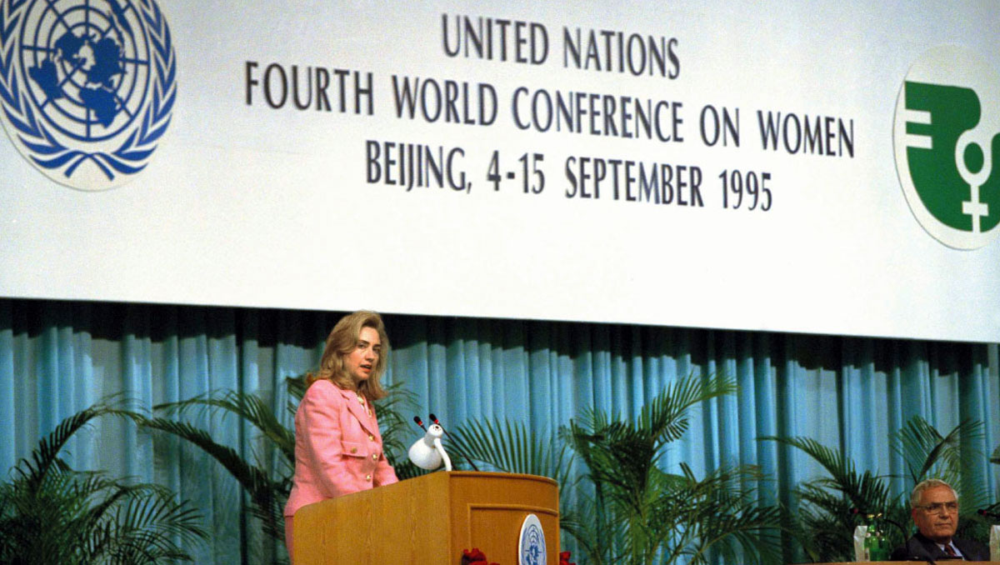 UNITED NATIONS
FOURTH WORLD CONFERENCE ON WOMEN
BEIJING, 4-15 SEPTEMBER 1995